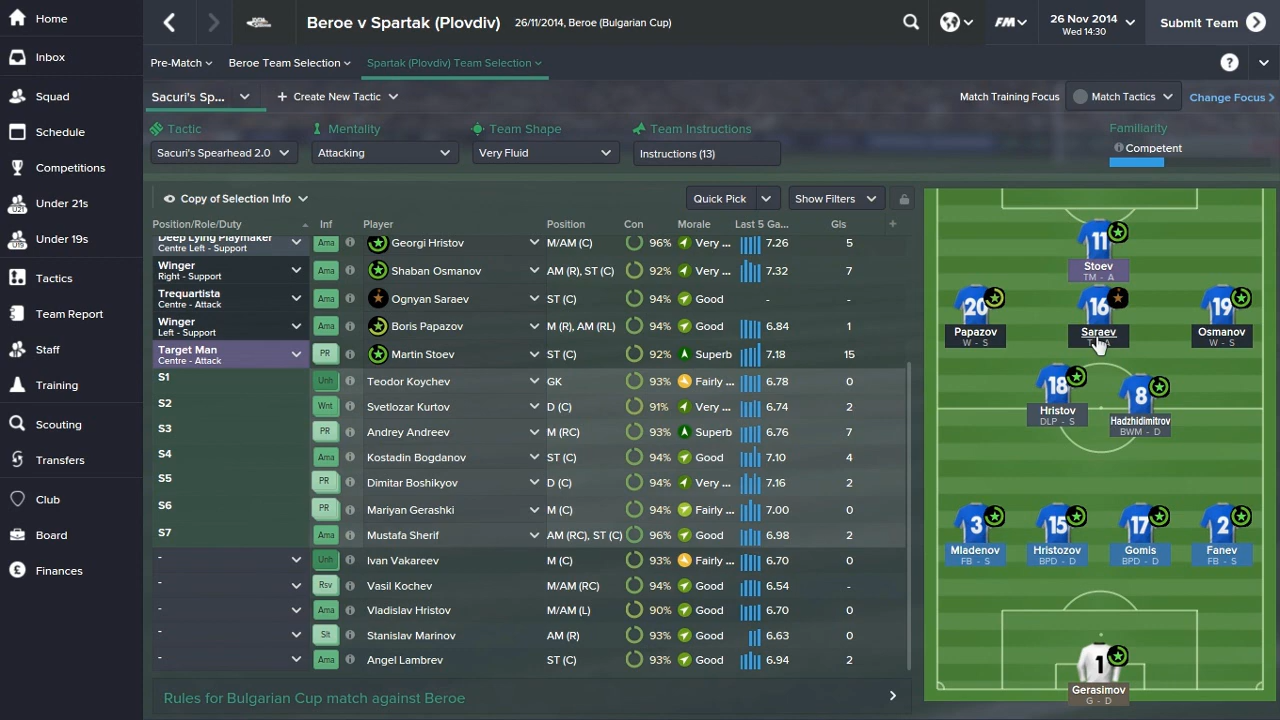 Home
Inbox
Squad
Schedule
Competitions
Under 21s
Under 19s
Tactics
Team Report
Staff
Training
Scouting
Transfers
Club
Board
Finances
Beroe v Spartak (Plovdiv) 26/11/2014, Beroe (Bulgarian Cup)
FM
26 Nov 2014
Wed 14:30
Submit Team
Pre-Match Beroe Team Selection Spartak (Plovdiv) Team Selection
Sacuri's Sp... + Create New Tactic Match Training Focus Match Tactics Change Focus
Tactic Mentality Team Shape Team Instructions Familiarity
Sacuri's Spearhead 2.0 Attacking Very Fluid Instructions (13) Competent
Copy of Selection Info Quick Pick Show Filters
Position/Role/Duty Inf Player Position Con Morale Last 5 Ga... Gls +
Deep Lying Playmaker
Centre Left - Support
Ama Georgi Hristov M/AM (C) 96% Very ... 7.26 5
Winger
Right - Support
Ama Shaban Osmanov AM (R), ST (C) 92% Very ... 7.32 7
Trequartista
Centre - Attack
Ama Ognyan Saraev ST (C) 94% Good - -
Winger
Left - Support
Ama Boris Papazov M (R), AM (RL) 94% Good 6.84 1
Target Man
Centre - Attack
PR Martin Stoev ST (C) 92% Superb 7.18 15
S1 Unh Teodor Koychev GK 93% Fairly ... 6.78 0
S2 Wnt Svetlozar Kurtov D (C) 91% Very ... 6.74 2
S3 PR Andrey Andreev M (RC) 93% Superb 6.76 7
S4 Ama Kostadin Bogdanov ST (C) 94% Good 7.10 4
S5 PR Dimitar Boshikyov D (C) 94% Very ... 7.16 2
S6 PR Mariyan Gerashki M (C) 94% Fairly ... 7.00 0
S7 Ama Mustafa Sherif AM (RC), ST (C) 96% Good 6.98 2
- Unh Ivan Vakareev M (C) 93% Fairly ... 6.70 0
- Rsv Vasil Kochev M/AM (RC) 94% Good 6.54 -
- Ama Vladislav Hristov M/AM (L) 90% Good 6.70 0
- Slt Stanislav Marinov AM (R) 93% Good 6.63 0
- Ama Angel Lambrev ST (C) 93% Good 6.94 2
Rules for Bulgarian Cup match against Beroe
11
Stoev
TM - A
20 16 19
Papazov Saraev Osmanov
W - S W - S
18 8
Hristov Hadzhidimitrov
DLP - S BWM - D
3 15 17 2
Mladenov Hristozov Gomis Fanev
FB - S BPD - D BPD - D FB - S
1
Gerasimov
G - D